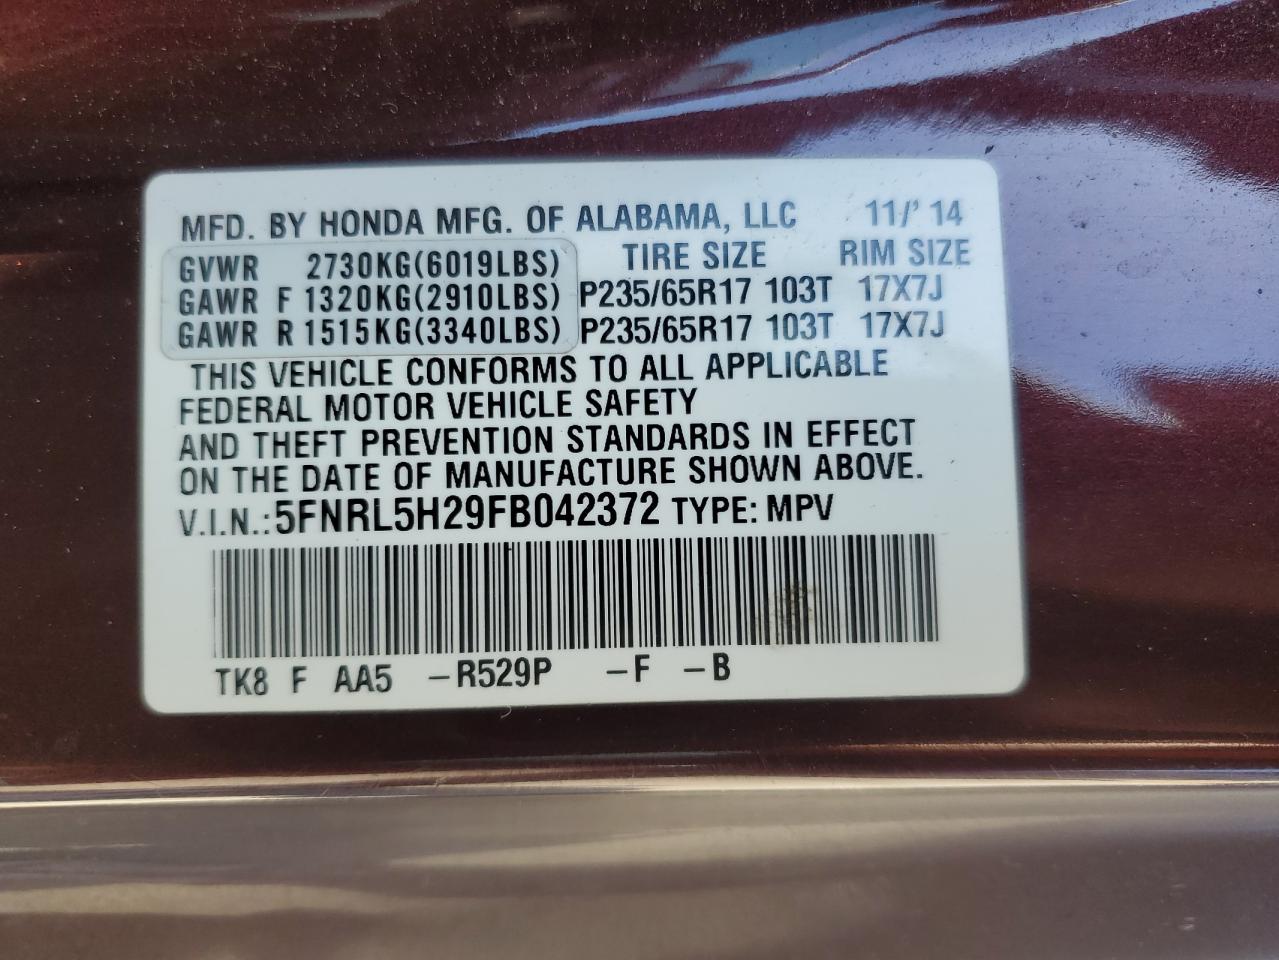 MFD. BY HONDA MFG. OF ALABAMA, LLC 11/' 14
GVWR 2730KG(6019LBS) TIRE SIZE RIM SIZE
GAWR F 1320KG(2910LBS) P235/65R17 103T 17X7J
GAWR R 1515KG(3340LBS) P235/65R17 103T 17X7J
THIS VEHICLE CONFORMS TO ALL APPLICABLE
FEDERAL MOTOR VEHICLE SAFETY
AND THEFT PREVENTION STANDARDS IN EFFECT
ON THE DATE OF MANUFACTURE SHOWN ABOVE.
V.I.N.: 5FNRL5H29FB042372 TYPE: MPV
TK8 F AA5 -R529P -F -B